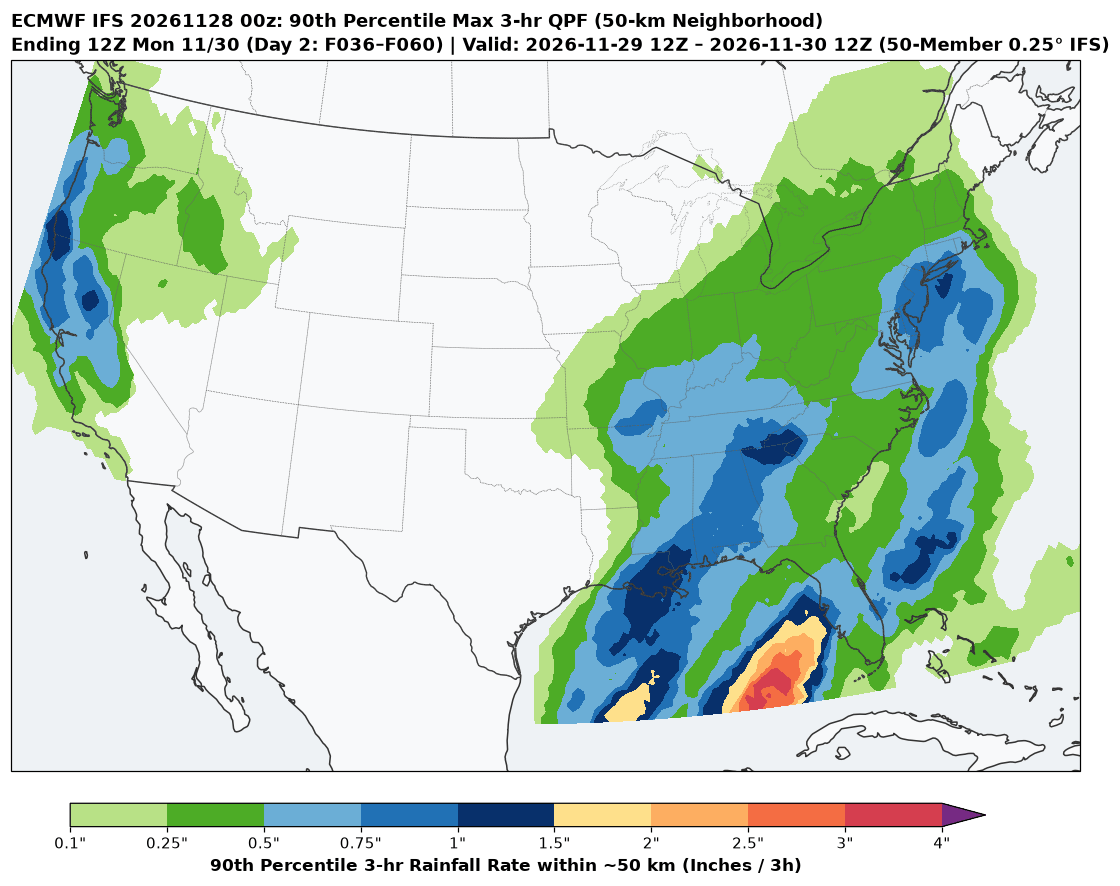 ECMWF IFS 20261128 00z: 90th Percentile Max 3-hr QPF (50-km Neighborhood)
Ending 12Z Mon 11/30 (Day 2: F036–F060) | Valid: 2026-11-29 12Z – 2026-11-30 12Z (50-Member 0.25° IFS)
0.1" 0.25" 0.5" 0.75" 1" 1.5" 2" 2.5" 3" 4"
90th Percentile 3-hr Rainfall Rate within ~50 km (Inches / 3h)